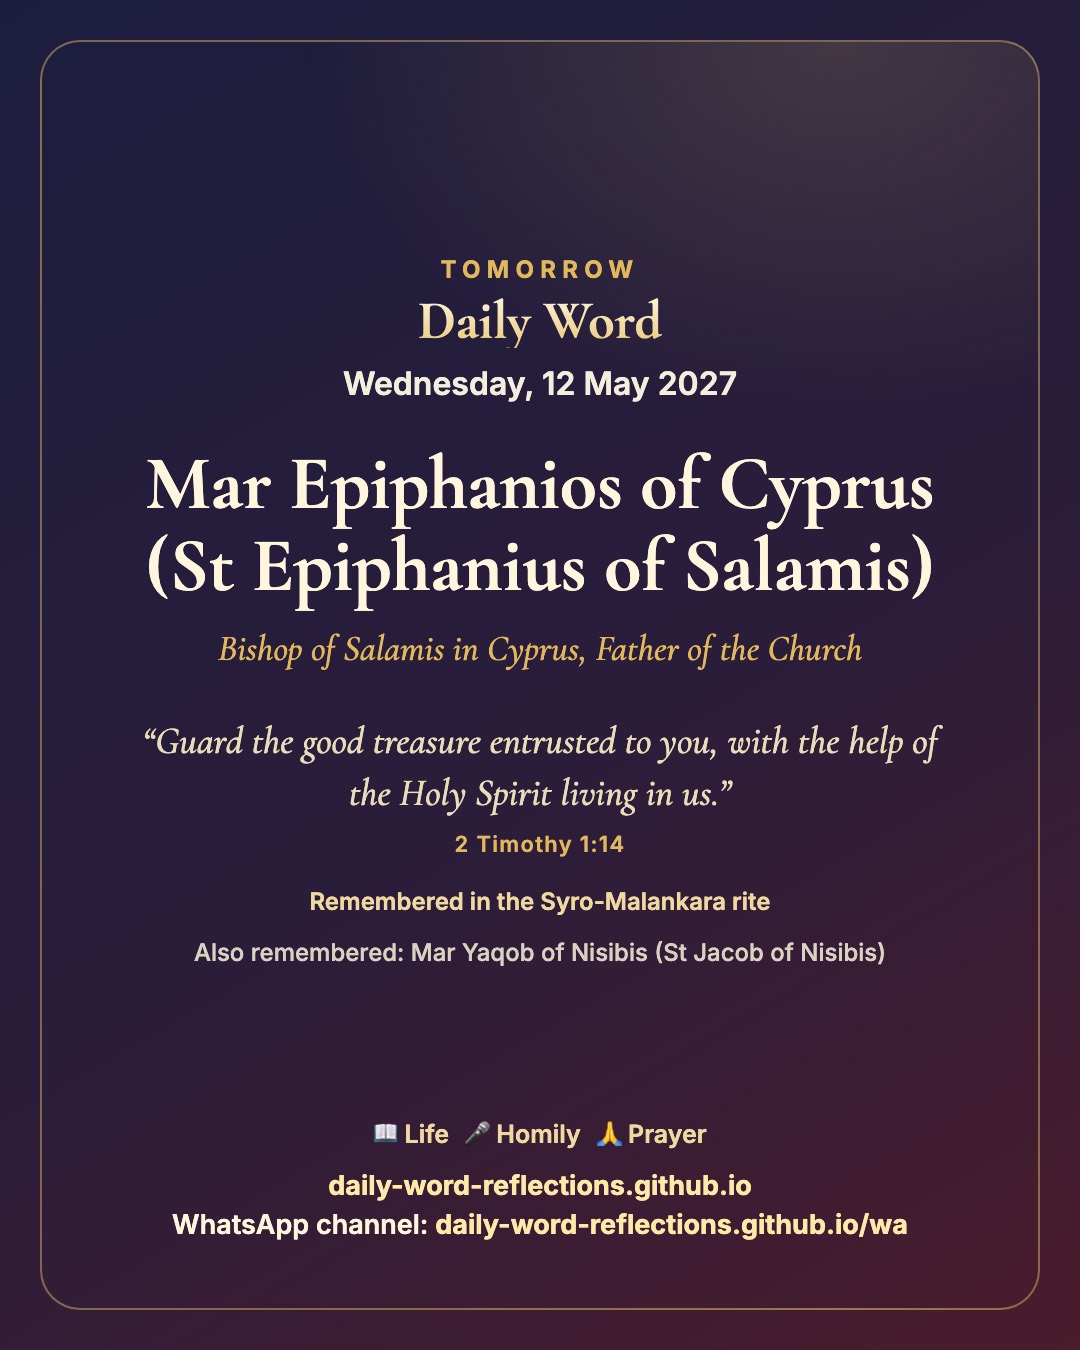 TOMORROW
Daily Word
Wednesday, 12 May 2027
Mar Epiphanios of Cyprus
(St Epiphanius of Salamis)
Bishop of Salamis in Cyprus, Father of the Church
“Guard the good treasure entrusted to you, with the help of
the Holy Spirit living in us.”
2 Timothy 1:14
Remembered in the Syro-Malankara rite
Also remembered: Mar Yaqob of Nisibis (St Jacob of Nisibis)
📖 Life 🎤 Homily 🙏 Prayer
daily-word-reflections.github.io
WhatsApp channel: daily-word-reflections.github.io/wa